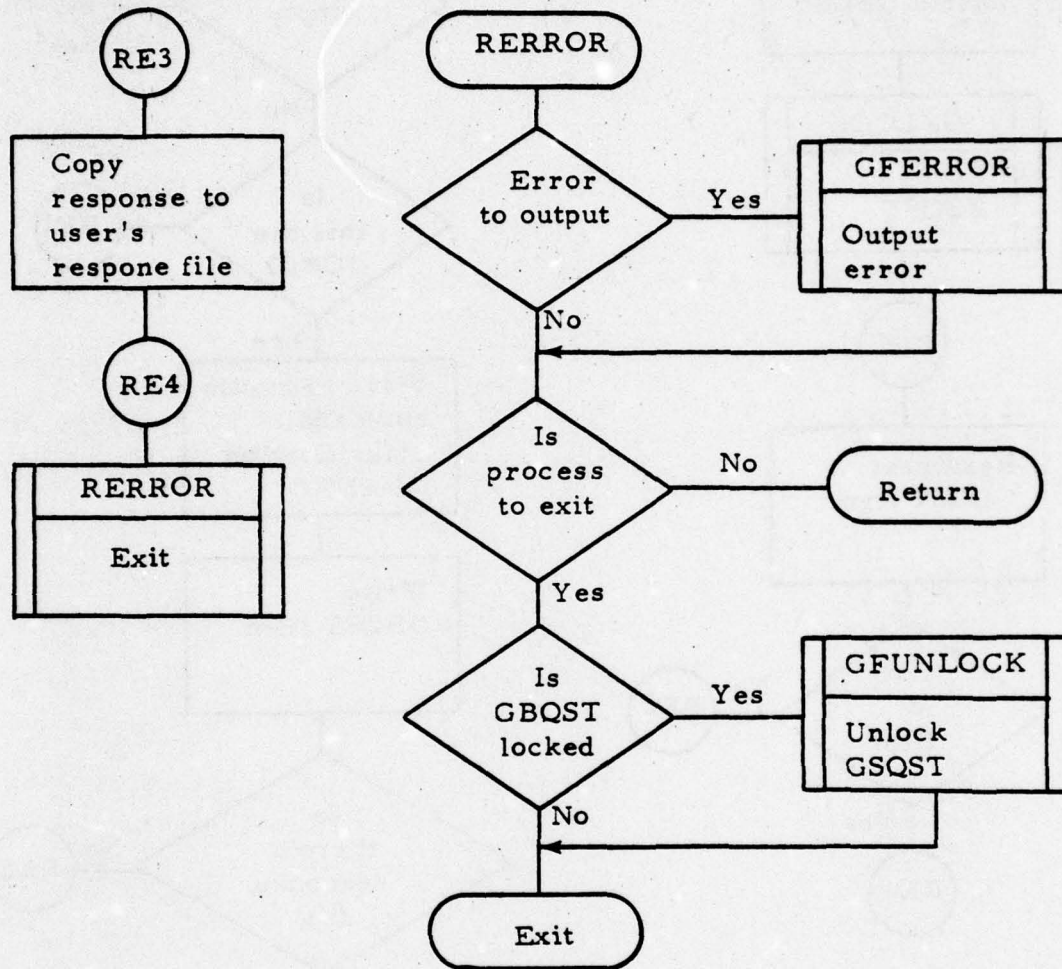 RE3
Copy
response to
user's
respone file
RE4
RERROR
Exit
RERROR
Error
to output
Yes
GFERROR
Output
error
No
Is
process
to exit
No
Return
Yes
Is
GBQST
locked
Yes
GFUNLOCK
Unlock
GSQST
No
Exit